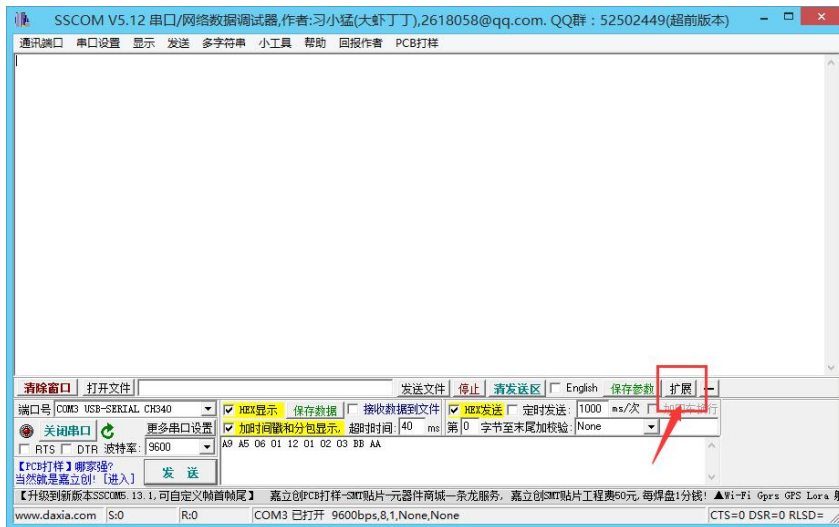 SSCOM V5.12 串口/网络数据调试器,作者:习小猛(大虾丁丁),2618058@qq.com. QQ群：52502449(超前版本)
通讯端口 串口设置 显示 发送 多字符串 小工具 帮助 回报作者 PCB打样
清除窗口 打开文件 发送文件 停止 清发送区 English 保存参数 扩展 —
端口号 COM3 USB-SERIAL CH340 HEX显示 保存数据 接收数据到文件 HEX发送 定时发送: 1000 ms/次
关闭串口 更多串口设置 加时间戳和分包显示, 超时时间: 40 ms 第 0 字节至末尾加校验: None
RTS DTR 波特率: 9600 A9 A5 06 01 12 01 02 03 BB AA
【PCB打样】哪家强?
当然就是嘉立创! [进入] 发 送
【升级到新版本SSCOM5.13.1,可自定义帧首帧尾】 嘉立创PCB打样-SMT贴片-元器件商城一条龙服务. 嘉立创SMT贴片工程费50元,每焊盘1分钱! ▲Wi-Fi Gprs GPS Lora
www.daxia.com S:0 R:0 COM3 已打开 9600bps,8,1,None,None CTS=0 DSR=0 RLSD=